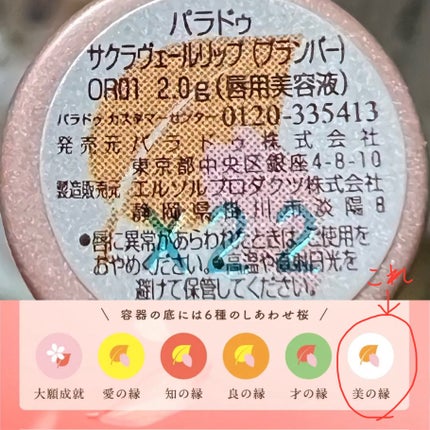 パラドゥ
サクラヴェールリップ(プランパー)
OR01 2.0g(唇用美容液)
パラドゥ カスタマーセンター 0120-335413
発売元 パラドゥ株式会社
東京都中央区銀座4-8-10
製造販売元 エルソルプロダクツ株式会社
静岡県掛川市淡陽8
●唇に異常があらわれたときは、ご使用を
おやめください。●高温や直射日光を
避けて保管してください。
X22
これ
\ 容器の底には6種のしあわせ桜 /
大願成就 愛の縁 知の縁 良の縁 才の縁 美の縁